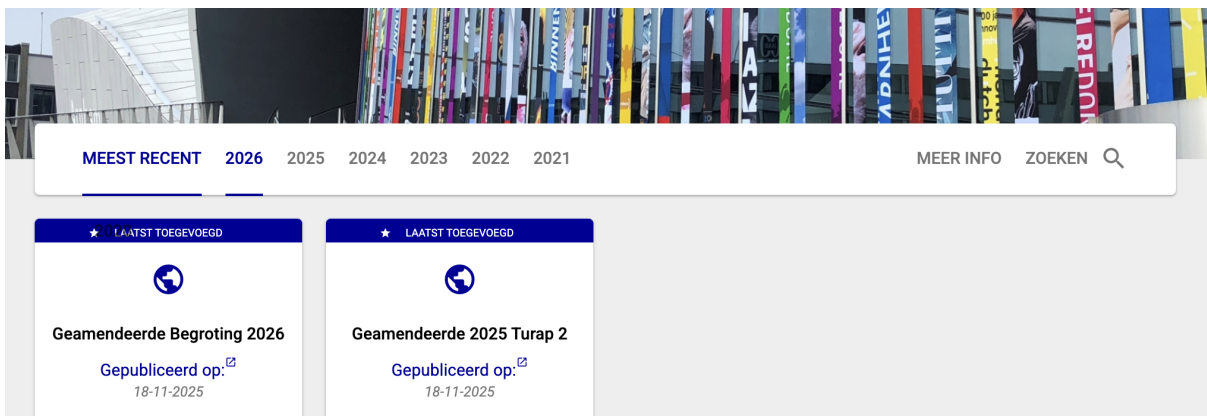 MEEST RECENT 2026 2025 2024 2023 2022 2021 MEER INFO ZOEKEN
LAATST TOEGEVOEGD
Geamendeerde Begroting 2026
Gepubliceerd op:
18-11-2025
LAATST TOEGEVOEGD
Geamendeerde 2025 Turap 2
Gepubliceerd op:
18-11-2025